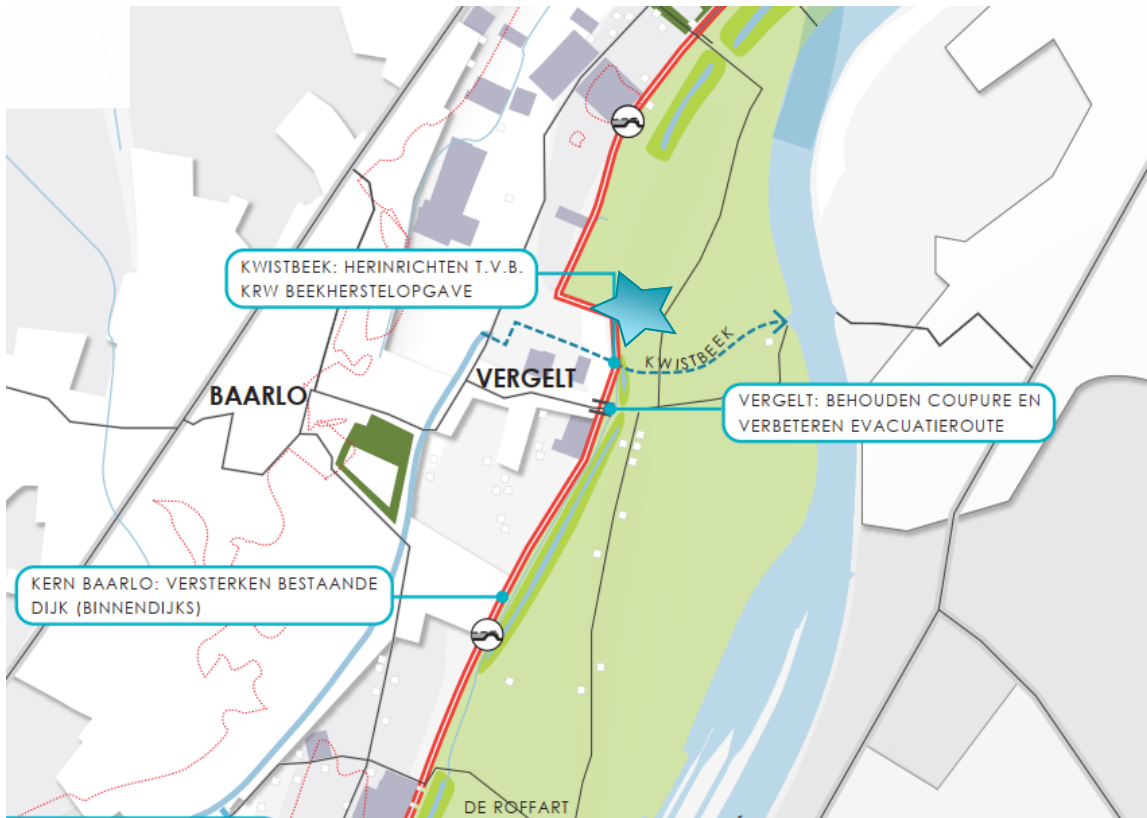 KWISTBEEK: HERINRICHTEN T.V.B.
KRW BEEKHERSTELOPGAVE
KWISTBEEK
BAARLO
VERGELT
VERGELT: BEHOUDEN COUPURE EN
VERBETEREN EVACUATIEROUTE
KERN BAARLO: VERSTERKEN BESTAANDE
DIJK (BINNENDIJKS)
DE ROFFART